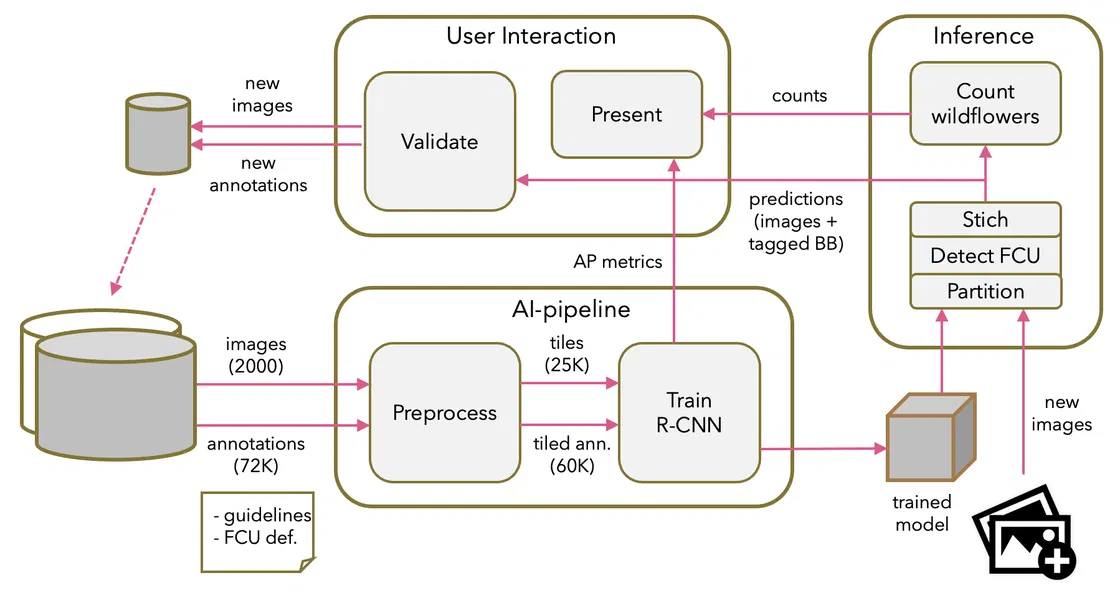 User Interaction
Inference
new
images
new
annotations
Validate
Present
counts
Count
wildflowers
predictions
(images +
tagged BB)
Stich
Detect FCU
Partition
AP metrics
AI-pipeline
images
(2000)
annotations
(72K)
Preprocess
tiles
(25K)
tiled ann.
(60K)
Train
R-CNN
trained
model
new
images
- guidelines
- FCU def.